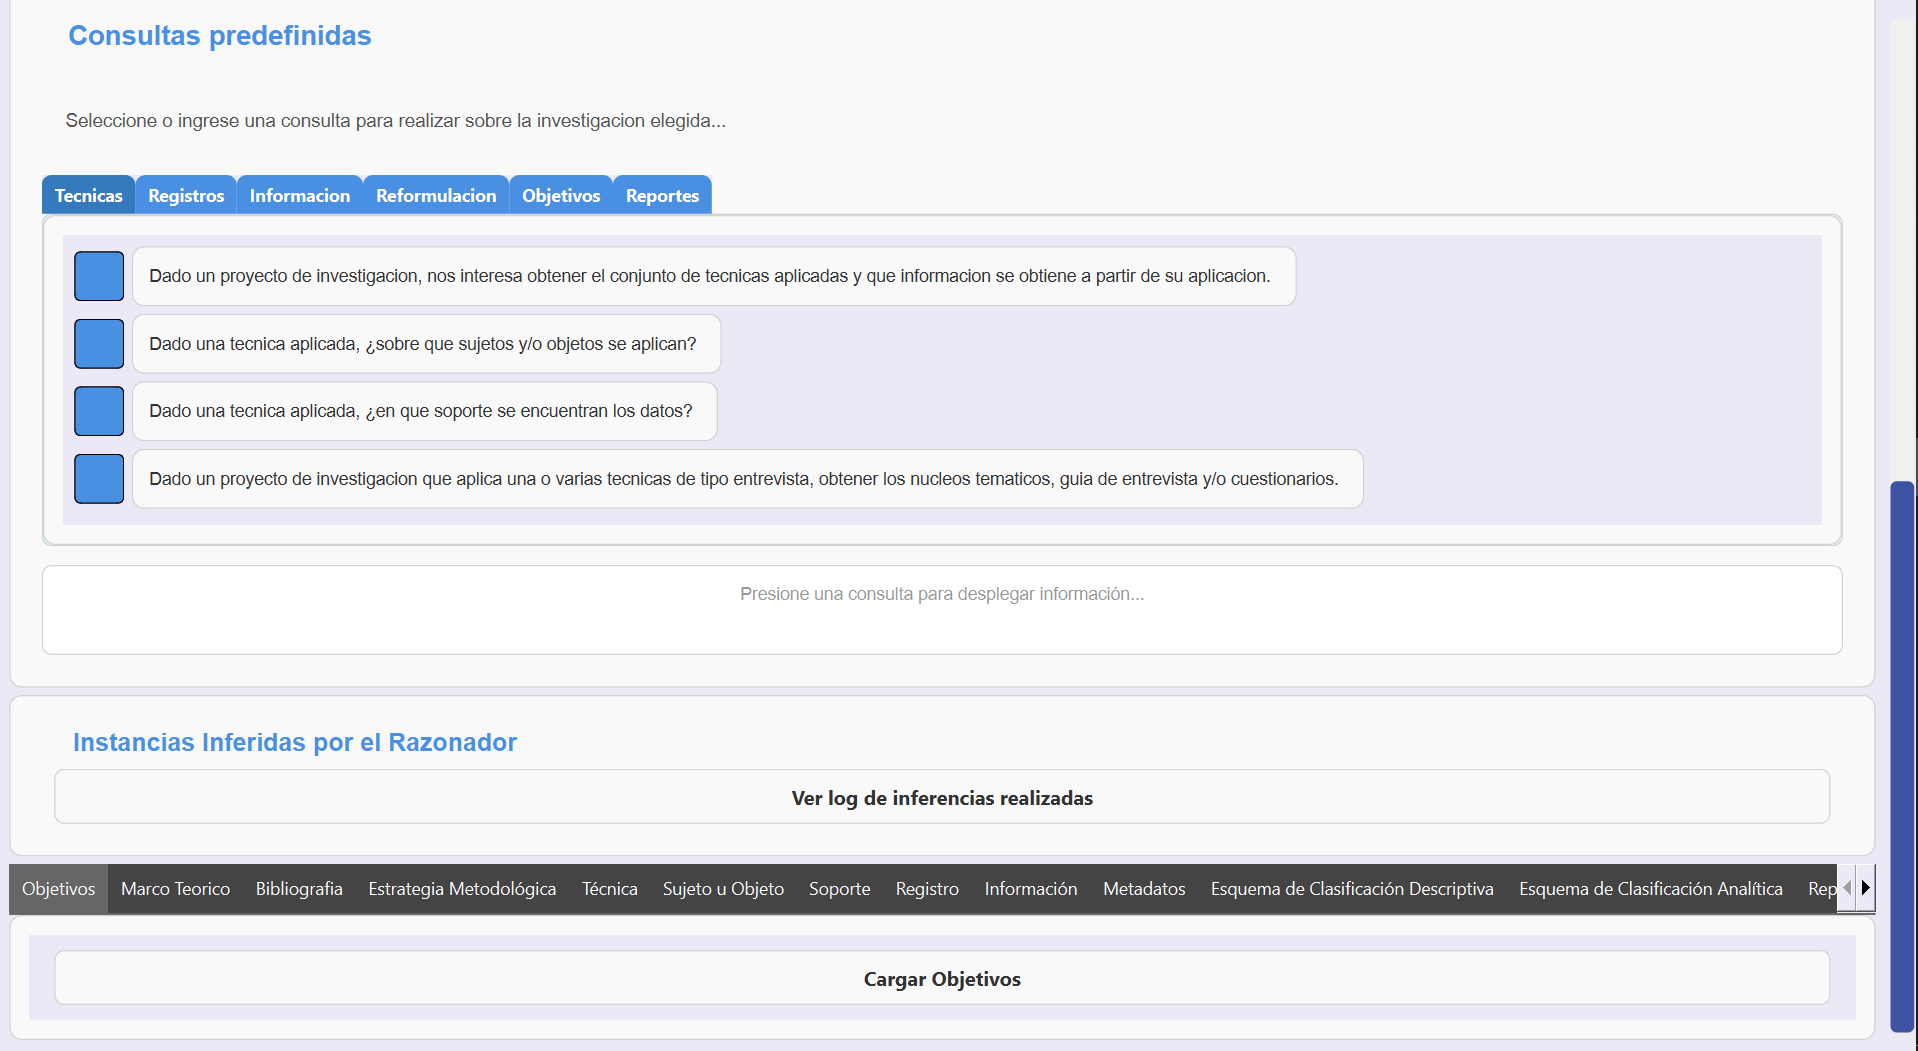 Consultas predefinidas
Seleccione o ingrese una consulta para realizar sobre la investigacion elegida...
Tecnicas Registros Informacion Reformulacion Objetivos Reportes
Dado un proyecto de investigacion, nos interesa obtener el conjunto de tecnicas aplicadas y que informacion se obtiene a partir de su aplicacion.
Dado una tecnica aplicada, ¿sobre que sujetos y/o objetos se aplican?
Dado una tecnica aplicada, ¿en que soporte se encuentran los datos?
Dado un proyecto de investigacion que aplica una o varias tecnicas de tipo entrevista, obtener los nucleos tematicos, guia de entrevista y/o cuestionarios.
Presione una consulta para desplegar información...
Instancias Inferidas por el Razonador
Ver log de inferencias realizadas
Objetivos Marco Teorico Bibliografia Estrategia Metodológica Técnica Sujeto u Objeto Soporte Registro Información Metadatos Esquema de Clasificación Descriptiva Esquema de Clasificación Analítica Rep
Cargar Objetivos